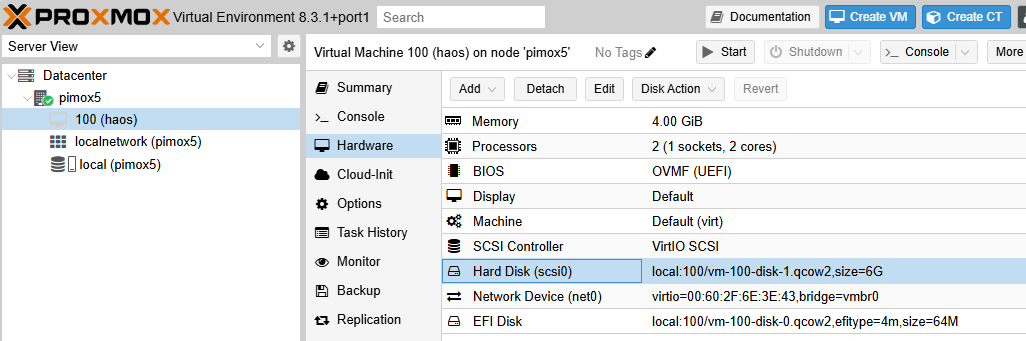 PROXMOX Virtual Environment 8.3.1+port1 Search Documentation Create VM Create CT
Server View
Datacenter
pimox5
100 (haos)
localnetwork (pimox5)
local (pimox5)
Virtual Machine 100 (haos) on node 'pimox5' No Tags Start Shutdown Console More
Summary
Console
Hardware
Cloud-Init
Options
Task History
Monitor
Backup
Replication
Add Detach Edit Disk Action Revert
Memory 4.00 GiB
Processors 2 (1 sockets, 2 cores)
BIOS OVMF (UEFI)
Display Default
Machine Default (virt)
SCSI Controller VirtIO SCSI
Hard Disk (scsi0) local:100/vm-100-disk-1.qcow2,size=6G
Network Device (net0) virtio=00:60:2F:6E:3E:43,bridge=vmbr0
EFI Disk local:100/vm-100-disk-0.qcow2,efitype=4m,size=64M